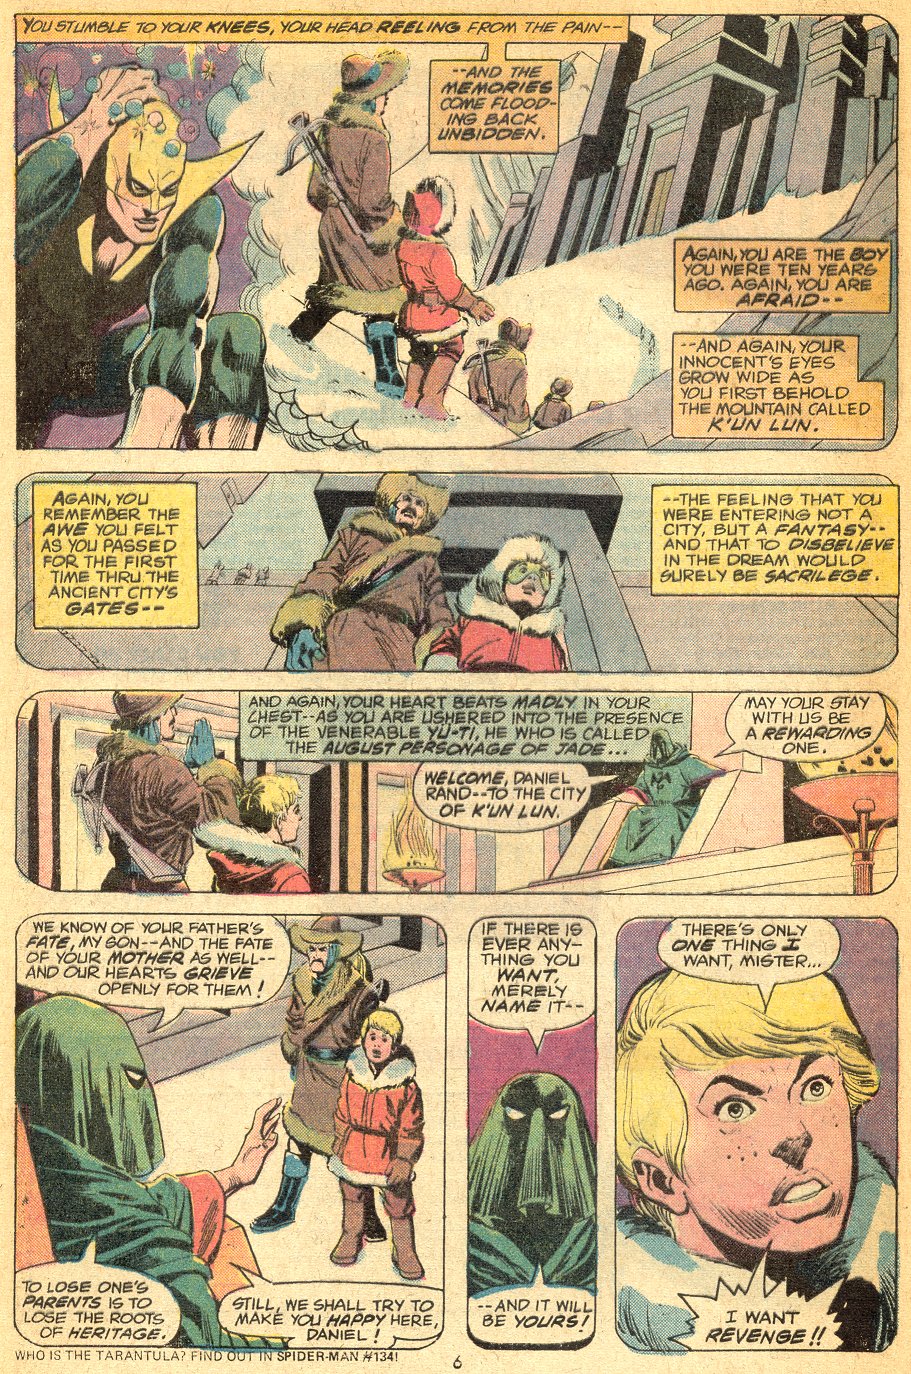 YOU STUMBLE TO YOUR KNEES, YOUR HEAD REELING FROM THE PAIN--
--AND THE
MEMORIES
COME FLOOD-
ING BACK
UNBIDDEN.
AGAIN, YOU ARE THE BOY
YOU WERE TEN YEARS
AGO. AGAIN, YOU ARE
AFRAID--
--AND AGAIN, YOUR
INNOCENT'S EYES
GROW WIDE AS
YOU FIRST BEHOLD
THE MOUNTAIN CALLED
K'UN LUN.
AGAIN, YOU
REMEMBER THE
AWE YOU FELT
AS YOU PASSED
FOR THE FIRST
TIME THRU THE
ANCIENT CITY'S
GATES--
--THE FEELING THAT YOU
WERE ENTERING NOT A
CITY, BUT A FANTASY--
AND THAT TO DISBELIEVE
IN THE DREAM WOULD
SURELY BE SACRILEGE.
AND AGAIN, YOUR HEART BEATS MADLY IN YOUR
CHEST--AS YOU ARE USHERED INTO THE PRESENCE
OF THE VENERABLE YU-TI, HE WHO IS CALLED
THE AUGUST PERSONAGE OF JADE...
WELCOME, DANIEL
RAND--TO THE CITY
OF K'UN LUN.
MAY YOUR STAY
WITH US BE
A REWARDING
ONE.
WE KNOW OF YOUR FATHER'S
FATE, MY SON--AND THE FATE
OF YOUR MOTHER AS WELL--
AND OUR HEARTS GRIEVE
OPENLY FOR THEM!
TO LOSE ONE'S
PARENTS IS TO
LOSE THE ROOTS
OF HERITAGE.
STILL, WE SHALL TRY TO
MAKE YOU HAPPY HERE,
DANIEL!
IF THERE IS
EVER ANY-
THING YOU
WANT,
MERELY
NAME IT--
--AND IT WILL
BE YOURS!
THERE'S ONLY
ONE THING I
WANT, MISTER...
I WANT
REVENGE!!
WHO IS THE TARANTULA? FIND OUT IN SPIDER-MAN #134!
6